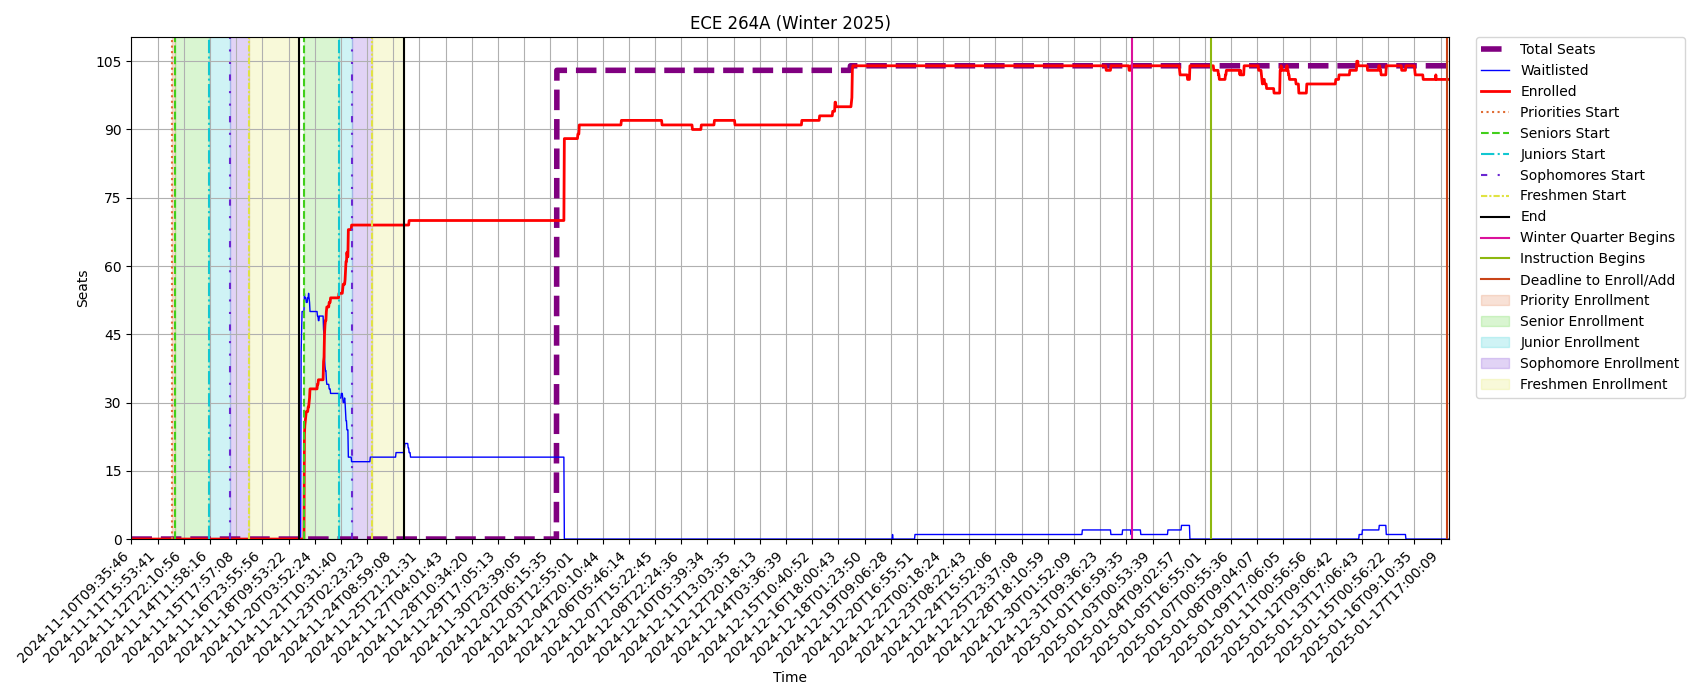 ECE 264A (Winter 2025)
Seats
105
90
75
60
45
30
15
0
2024-11-10T09:35:46
2024-11-11T15:53:41
2024-11-12T22:10:56
2024-11-14T11:58:16
2024-11-15T17:57:08
2024-11-16T23:55:56
2024-11-18T09:53:22
2024-11-20T03:52:24
2024-11-21T10:31:40
2024-11-23T02:23:23
2024-11-24T08:59:08
2024-11-25T21:21:31
2024-11-27T04:01:43
2024-11-28T10:34:20
2024-11-29T17:05:13
2024-11-30T23:39:05
2024-12-02T06:15:35
2024-12-03T12:55:01
2024-12-04T20:10:44
2024-12-06T05:46:14
2024-12-07T15:22:45
2024-12-08T22:24:36
2024-12-10T05:39:34
2024-12-11T13:03:35
2024-12-12T20:18:13
2024-12-14T03:36:39
2024-12-15T10:40:52
2024-12-16T18:00:43
2024-12-18T01:23:50
2024-12-19T09:06:28
2024-12-20T16:55:51
2024-12-22T00:18:24
2024-12-23T08:22:43
2024-12-24T15:52:06
2024-12-25T23:37:08
2024-12-28T18:10:59
2024-12-30T01:52:09
2024-12-31T09:36:23
2025-01-01T16:59:35
2025-01-03T00:53:39
2025-01-04T09:02:57
2025-01-05T16:55:01
2025-01-07T00:55:36
2025-01-08T09:04:07
2025-01-09T17:06:05
2025-01-11T00:56:56
2025-01-12T09:06:42
2025-01-13T17:06:43
2025-01-15T00:56:22
2025-01-16T09:10:35
2025-01-17T17:00:09
Time
Total Seats
Waitlisted
Enrolled
Priorities Start
Seniors Start
Juniors Start
Sophomores Start
Freshmen Start
End
Winter Quarter Begins
Instruction Begins
Deadline to Enroll/Add
Priority Enrollment
Senior Enrollment
Junior Enrollment
Sophomore Enrollment
Freshmen Enrollment